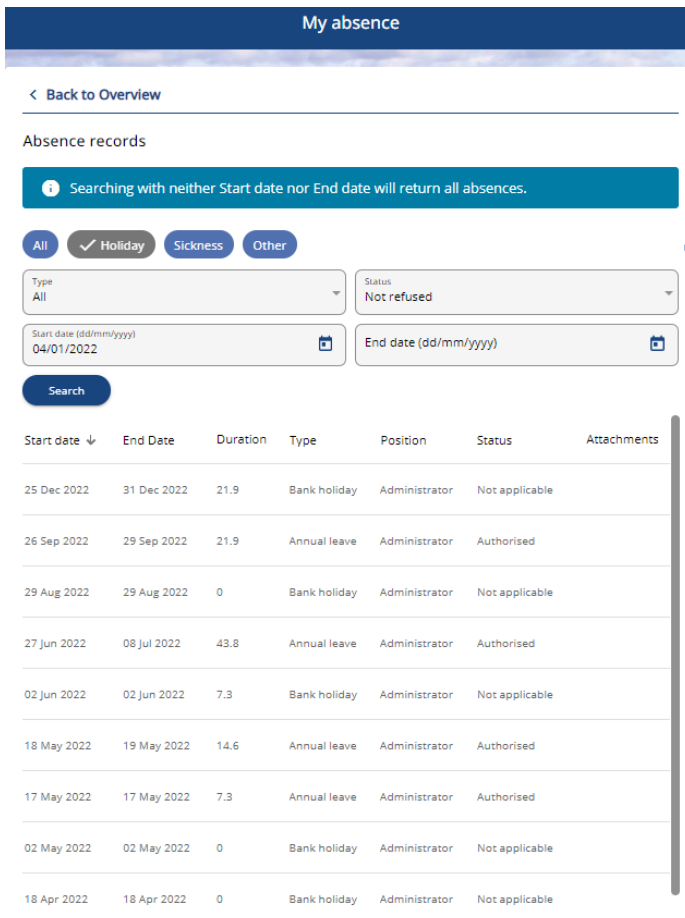 My absence
Back to Overview
Absence records
Searching with neither Start date nor End date will return all absences.
All Holiday Sickness Other
Type
All
Status
Not refused
Start date (dd/mm/yyyy)
04/01/2022
End date (dd/mm/yyyy)
Search
Start date End Date Duration Type Position Status Attachments
25 Dec 2022 31 Dec 2022 21.9 Bank holiday Administrator Not applicable
26 Sep 2022 29 Sep 2022 21.9 Annual leave Administrator Authorised
29 Aug 2022 29 Aug 2022 0 Bank holiday Administrator Not applicable
27 Jun 2022 08 Jul 2022 43.8 Annual leave Administrator Authorised
02 Jun 2022 02 Jun 2022 7.3 Bank holiday Administrator Not applicable
18 May 2022 19 May 2022 14.6 Annual leave Administrator Authorised
17 May 2022 17 May 2022 7.3 Annual leave Administrator Authorised
02 May 2022 02 May 2022 0 Bank holiday Administrator Not applicable
18 Apr 2022 18 Apr 2022 0 Bank holiday Administrator Not applicable